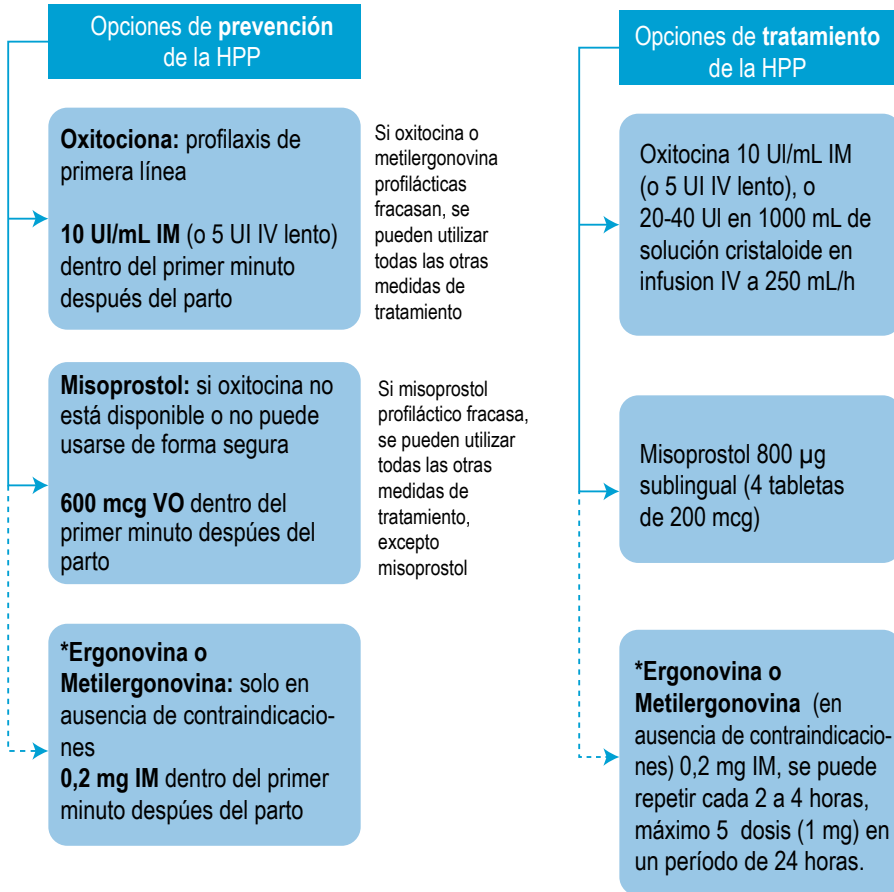 Opciones de prevención
de la HPP
Oxitociona: profilaxis de
primera línea
10 UI/mL IM (o 5 UI IV lento)
dentro del primer minuto
después del parto
Si oxitocina o
metilergonovina
profilácticas
fracasan, se
pueden utilizar
todas las otras
medidas de
tratamiento
Misoprostol: si oxitocina no
está disponible o no puede
usarse de forma segura
600 mcg VO dentro del
primer minuto despúes del
parto
Si misoprostol
profiláctico fracasa,
se pueden utilizar
todas las otras
medidas de
tratamiento,
excepto
misoprostol
*Ergonovina o
Metilergonovina: solo en
ausencia de contraindicacio-
nes
0,2 mg IM dentro del primer
minuto despúes del parto
Opciones de tratamiento
de la HPP
Oxitocina 10 UI/mL IM
(o 5 UI IV lento), o
20-40 UI en 1000 mL de
solución cristaloide en
infusion IV a 250 mL/h
Misoprostol 800 µg
sublingual (4 tabletas
de 200 mcg)
*Ergonovina o
Metilergonovina (en
ausencia de contraindicacio-
nes) 0,2 mg IM, se puede
repetir cada 2 a 4 horas,
máximo 5 dosis (1 mg) en
un período de 24 horas.